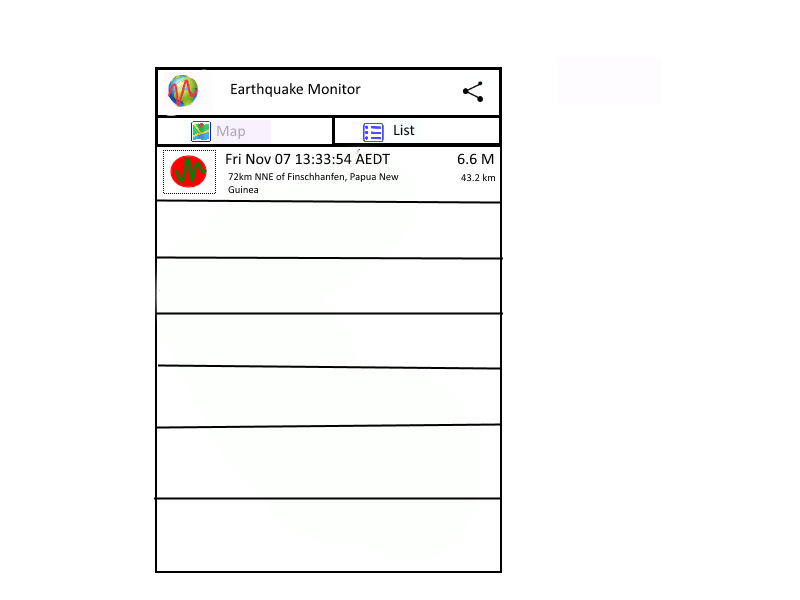 Earthquake Monitor
Map
List
Fri Nov 07 13:33:54 AEDT
6.6 M
72km NNE of Finschhanfen, Papua New
43.2 km
Guinea